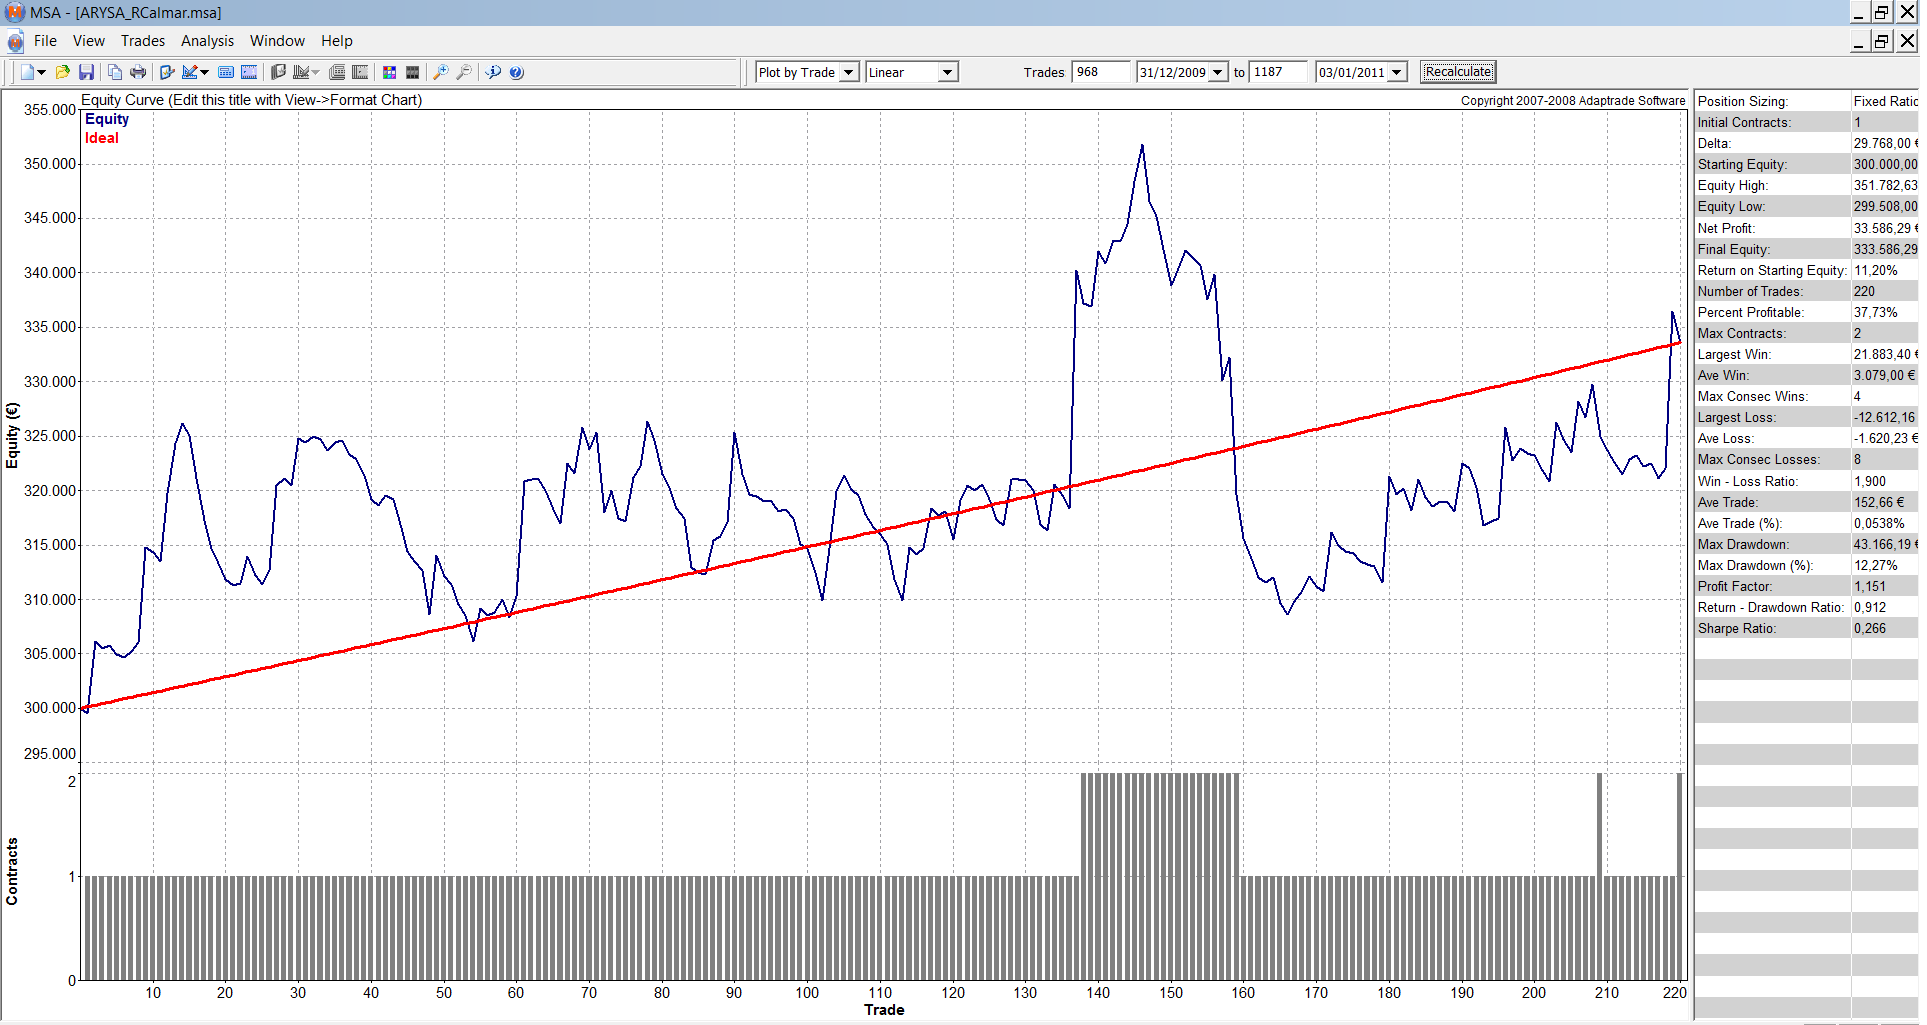 MSA - [ARYSA_RCalmar.msa]
File View Trades Analysis Window Help
Plot by Trade Linear Trades 968 31/12/2009 to 1187 03/01/2011 Recalculate
Equity Curve (Edit this title with View->Format Chart)
Copyright 2007-2008 Adaptrade Software
Equity
Ideal
355.000
350.000
345.000
340.000
335.000
330.000
325.000
320.000
315.000
310.000
305.000
300.000
295.000
Equity (€)
2
1
0
Contracts
10 20 30 40 50 60 70 80 90 100 110 120 130 140 150 160 170 180 190 200 210 220
Trade
Position Sizing: Fixed Ratio
Initial Contracts: 1
Delta: 29.768,00 €
Starting Equity: 300.000,00
Equity High: 351.782,63
Equity Low: 299.508,00
Net Profit: 33.586,29 €
Final Equity: 333.586,29
Return on Starting Equity: 11,20%
Number of Trades: 220
Percent Profitable: 37,73%
Max Contracts: 2
Largest Win: 21.883,40 €
Ave Win: 3.079,00 €
Max Consec Wins: 4
Largest Loss: -12.612,16
Ave Loss: -1.620,23 €
Max Consec Losses: 8
Win - Loss Ratio: 1,900
Ave Trade: 152,66 €
Ave Trade (%): 0,0538%
Max Drawdown: 43.166,19 €
Max Drawdown (%): 12,27%
Profit Factor: 1,151
Return - Drawdown Ratio: 0,912
Sharpe Ratio: 0,266